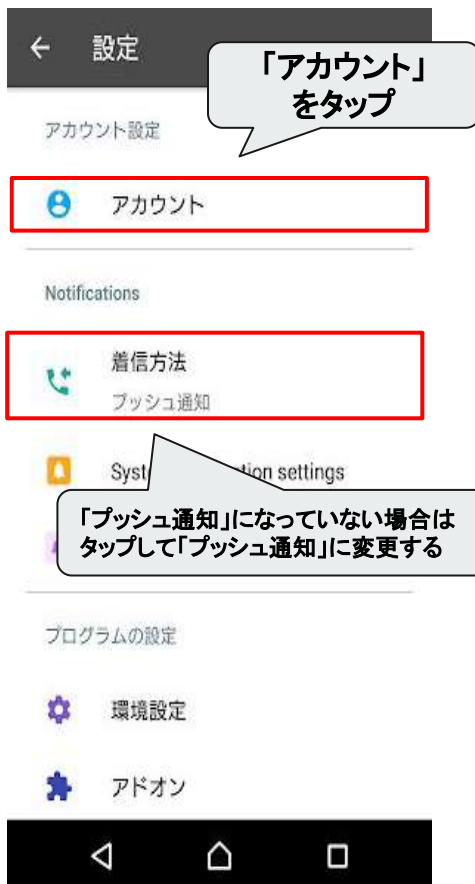 設定
「アカウント」
をタップ
アカウント設定
アカウント
Notifications
着信方法
プッシュ通知
Syst tion settings
「プッシュ通知」になっていない場合は
タップして「プッシュ通知」に変更する
プログラムの設定
環境設定
アドオン